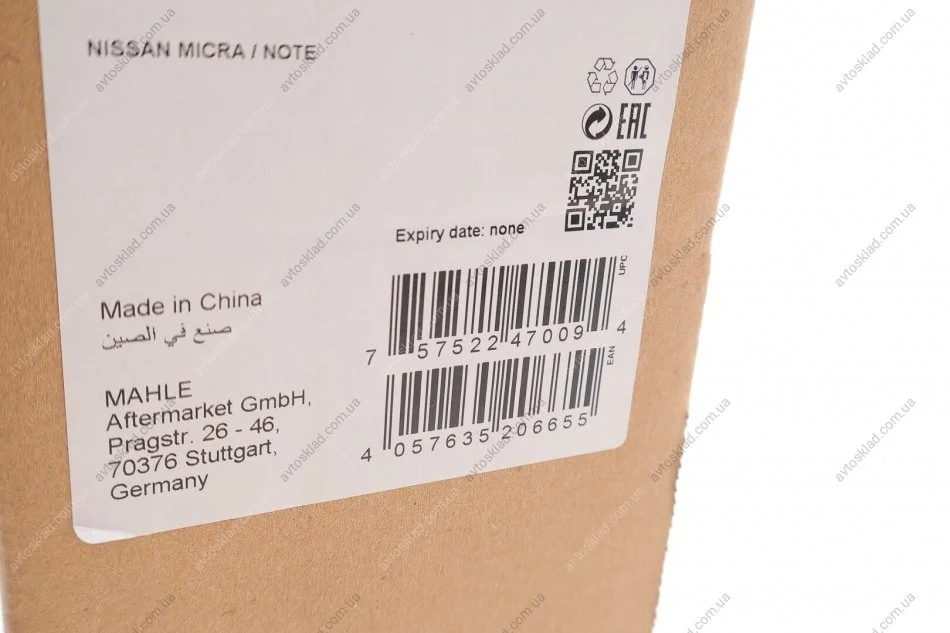 NISSAN MICRA / NOTE
EAC
Expiry date: none
UPC
7 57522 47009 4
Made in China
صنع في الصين
EAN
4 057635 206655
MAHLE
Aftermarket GmbH,
Pragstr. 26 - 46,
70376 Stuttgart,
Germany
avtosklad.com.ua